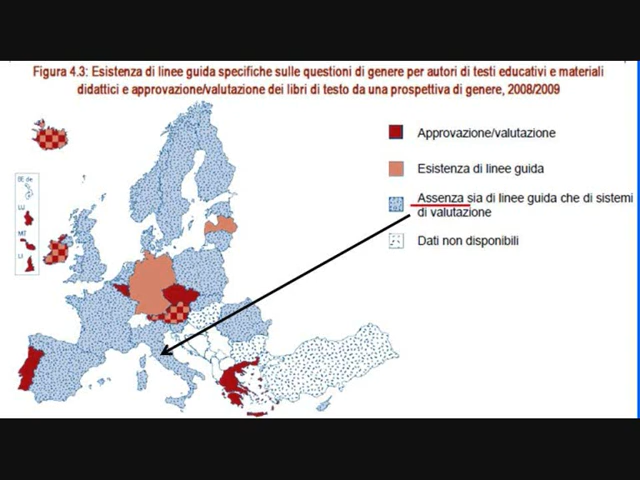 Figura 4.3: Esistenza di linee guida specifiche sulle questioni di genere per autori di testi educativi e materiali
didattici e approvazione/valutazione dei libri di testo da una prospettiva di genere, 2008/2009
Approvazione/valutazione
Esistenza di linee guida
Assenza sia di linee guida che di sistemi
di valutazione
Dati non disponibili
BE de
LU
MT
LI